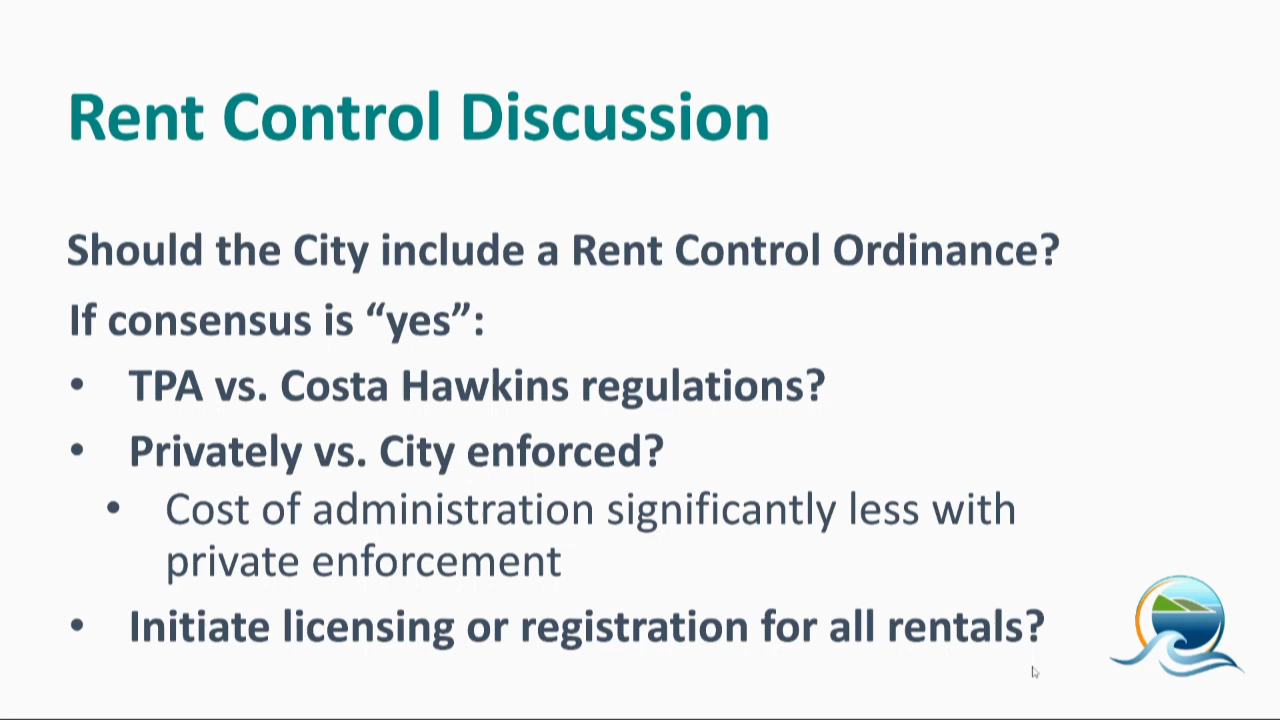 Rent Control Discussion
Should the City include a Rent Control Ordinance?
If consensus is “yes”:
• TPA vs. Costa Hawkins regulations?
• Privately vs. City enforced?
• Cost of administration significantly less with
private enforcement
• Initiate licensing or registration for all rentals?